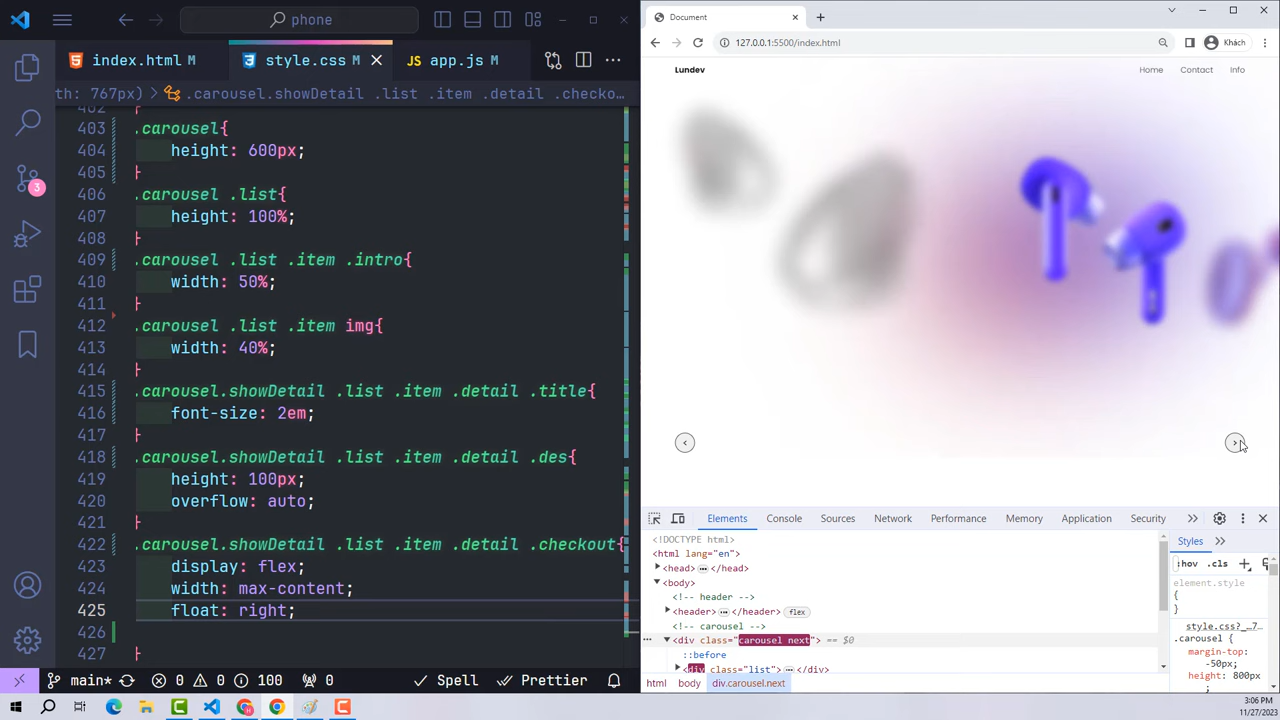 phone
index.html M
style.css M
app.js M
th: 767px) > .carousel.showDetail .list .item .detail .checko...
402 }
403 .carousel{
404 height: 600px;
405 }
406 .carousel .list{
407 height: 100%;
408 }
409 .carousel .list .item .intro{
410 width: 50%;
411 }
412 .carousel .list .item img{
413 width: 40%;
414 }
415 .carousel.showDetail .list .item .detail .title{
416 font-size: 2em;
417 }
418 .carousel.showDetail .list .item .detail .des{
419 height: 100px;
420 overflow: auto;
421 }
422 .carousel.showDetail .list .item .detail .checkout{
423 display: flex;
424 width: max-content;
425 float: right;
426
427 }
3
main* 0 0 100 0 Spell Prettier
Document
127.0.0.1:5500/index.html
Khách
Lundev
Home Contact Info
< >
Elements Console Sources Network Performance Memory Application Security
<!DOCTYPE html>
<html lang="en">
<head> ... </head>
<body>
<!-- header -->
<header> ... </header> flex
<!-- carousel -->
<div class="carousel next"> == $0
::before
<div class="list"> ... </div>
html body div.carousel.next
Styles
:hov .cls
element.style
{
}
style.css?_…7…
.carousel {
margin-top:
-50px;
height: 800px
;
3:06 PM
11/27/2023